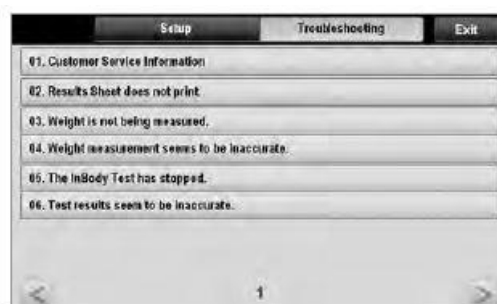 Setup Troubleshooting Exit
01. Customer Service Information
02. Results Sheet does not print
03. Weight is not being measured.
04. Weight measurement seems to be inaccurate.
05. The InBody Test has stopped.
06. Test results seem to be inaccurate.
< 1 >